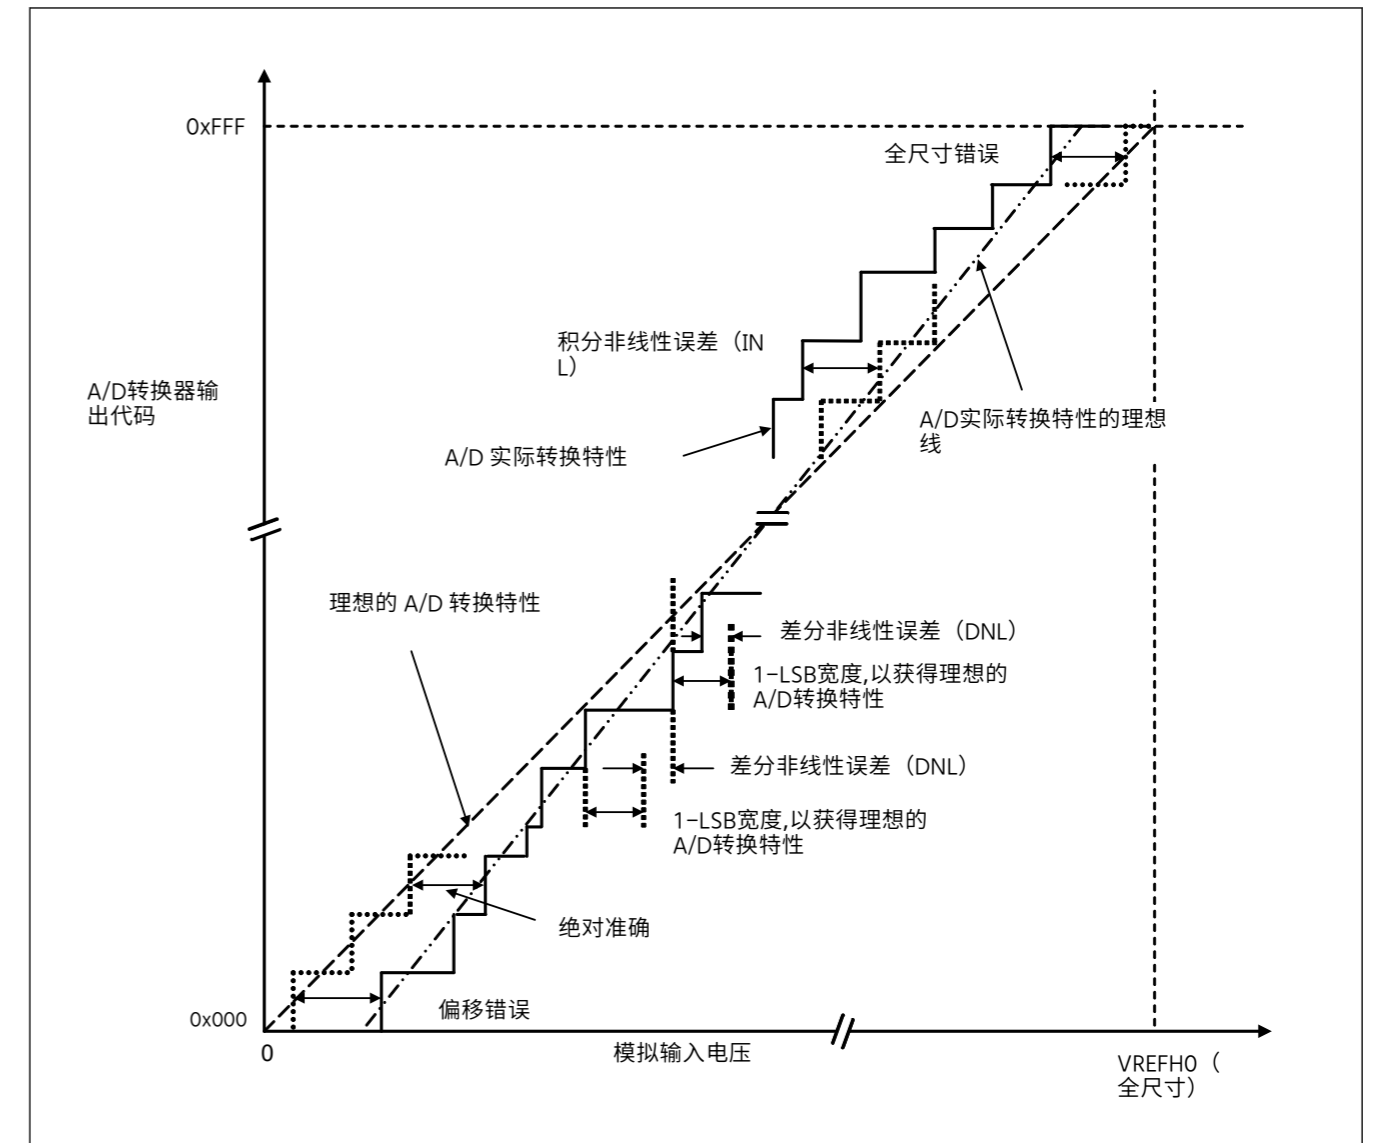 0xFFF
全尺寸错误
积分非线性误差（IN
L）
A/D转换器输
出代码
A/D实际转换特性的理想
线
A/D 实际转换特性
理想的 A/D 转换特性
差分非线性误差（DNL）
1-LSB宽度,以获得理想的
A/D转换特性
差分非线性误差（DNL）
1-LSB宽度,以获得理想的
A/D转换特性
绝对准确
偏移错误
0x000
0
模拟输入电压
VREFH0（
全尺寸）